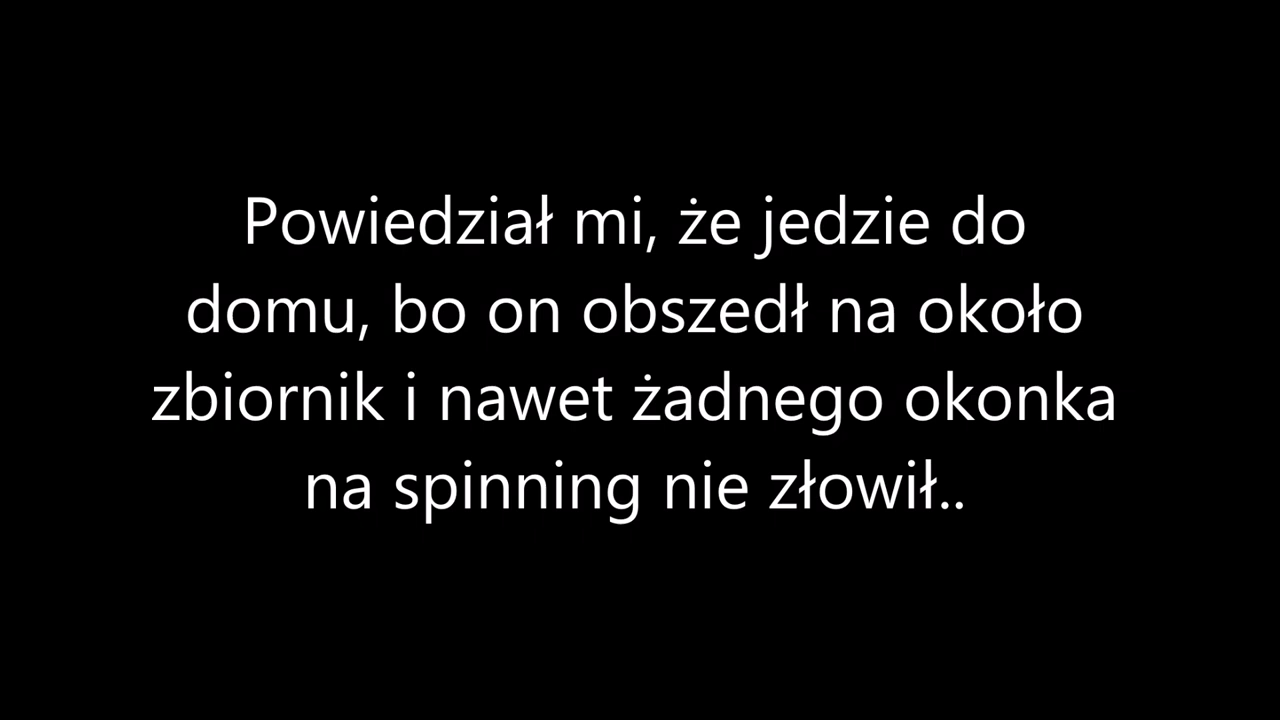 Powiedział mi, że jedzie do
domu, bo on obszedł na około
zbiornik i nawet żadnego okonka
na spinning nie złowił..